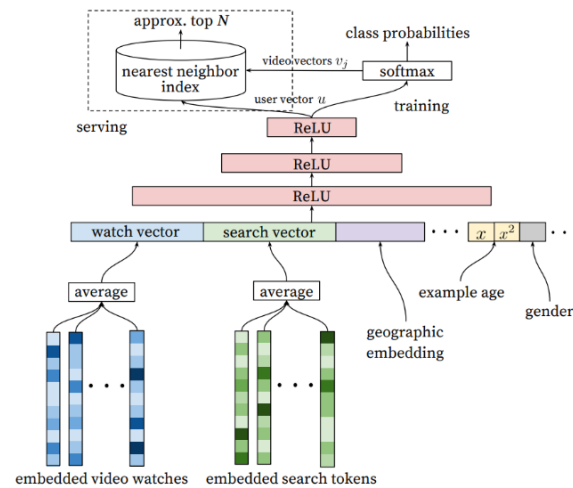 approx. top N
class probabilities
nearest neighbor
index
video vectors vj
softmax
user vector u
serving
training
ReLU
ReLU
ReLU
watch vector
search vector
x
x²
average
average
example age
gender
geographic
embedding
embedded video watches
embedded search tokens